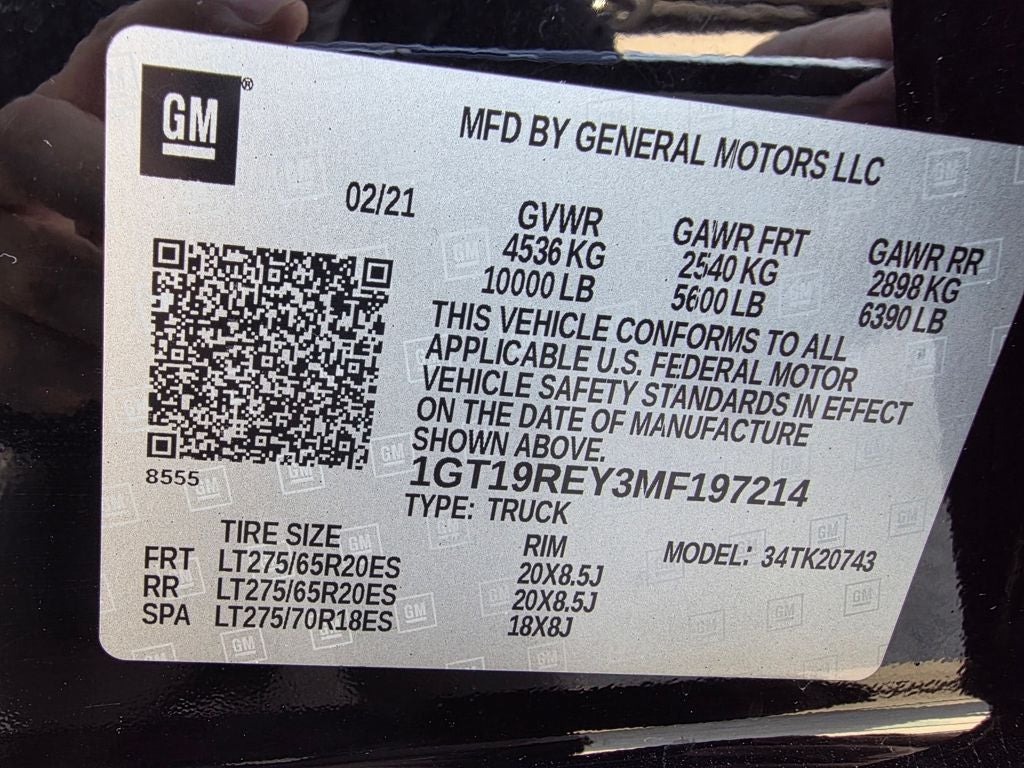 GM®
MFD BY GENERAL MOTORS LLC
02/21
GVWR
4536 KG
10000 LB
GAWR FRT
2540 KG
5600 LB
GAWR RR
2898 KG
6390 LB
THIS VEHICLE CONFORMS TO ALL
APPLICABLE U.S. FEDERAL MOTOR
VEHICLE SAFETY STANDARDS IN EFFECT
ON THE DATE OF MANUFACTURE
SHOWN ABOVE.
8555
1GT19REY3MF197214
TYPE: TRUCK
MODEL: 34TK20743
TIRE SIZE RIM
FRT LT275/65R20ES 20X8.5J
RR LT275/65R20ES 20X8.5J
SPA LT275/70R18ES 18X8J